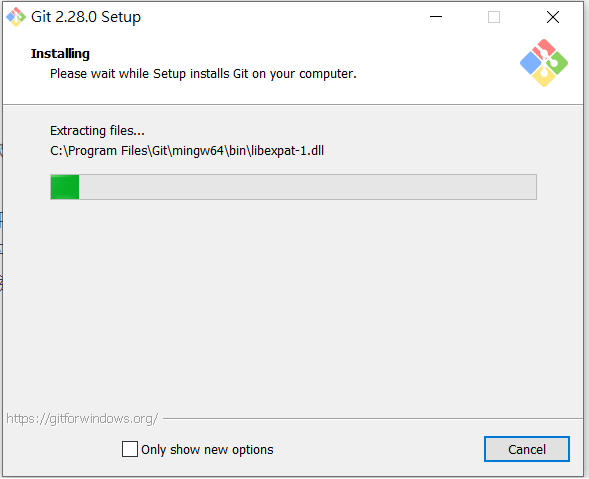 Git 2.28.0 Setup
Installing
Please wait while Setup installs Git on your computer.
Extracting files...
C:\Program Files\Git\mingw64\bin\libexpat-1.dll
https://gitforwindows.org/
Only show new options
Cancel